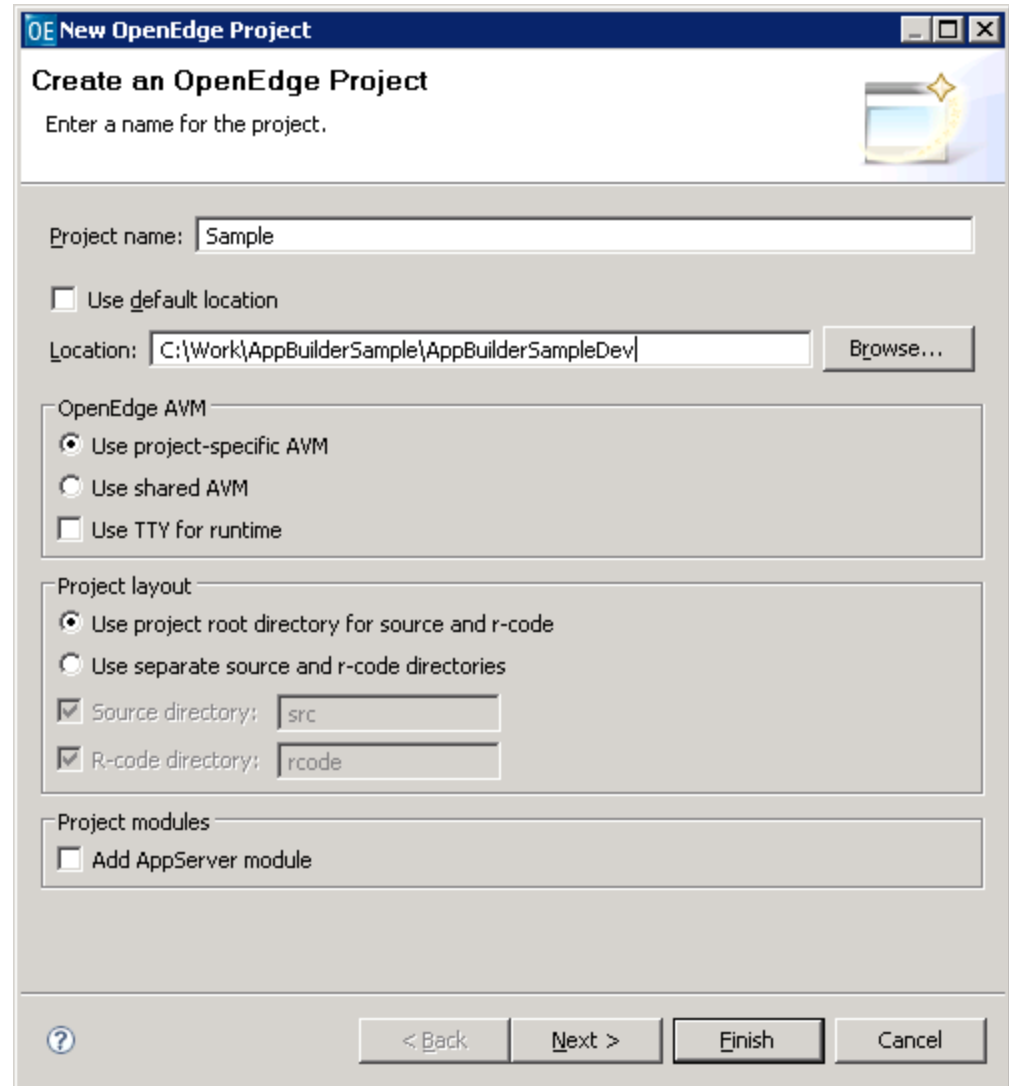 OE New OpenEdge Project
Create an OpenEdge Project
Enter a name for the project.
Project name: Sample
Use default location
Location: C:\Work\AppBuilderSample\AppBuilderSampleDev Browse...
OpenEdge AVM
Use project-specific AVM
Use shared AVM
Use TTY for runtime
Project layout
Use project root directory for source and r-code
Use separate source and r-code directories
Source directory: src
R-code directory: rcode
Project modules
Add AppServer module
? < Back Next > Finish Cancel